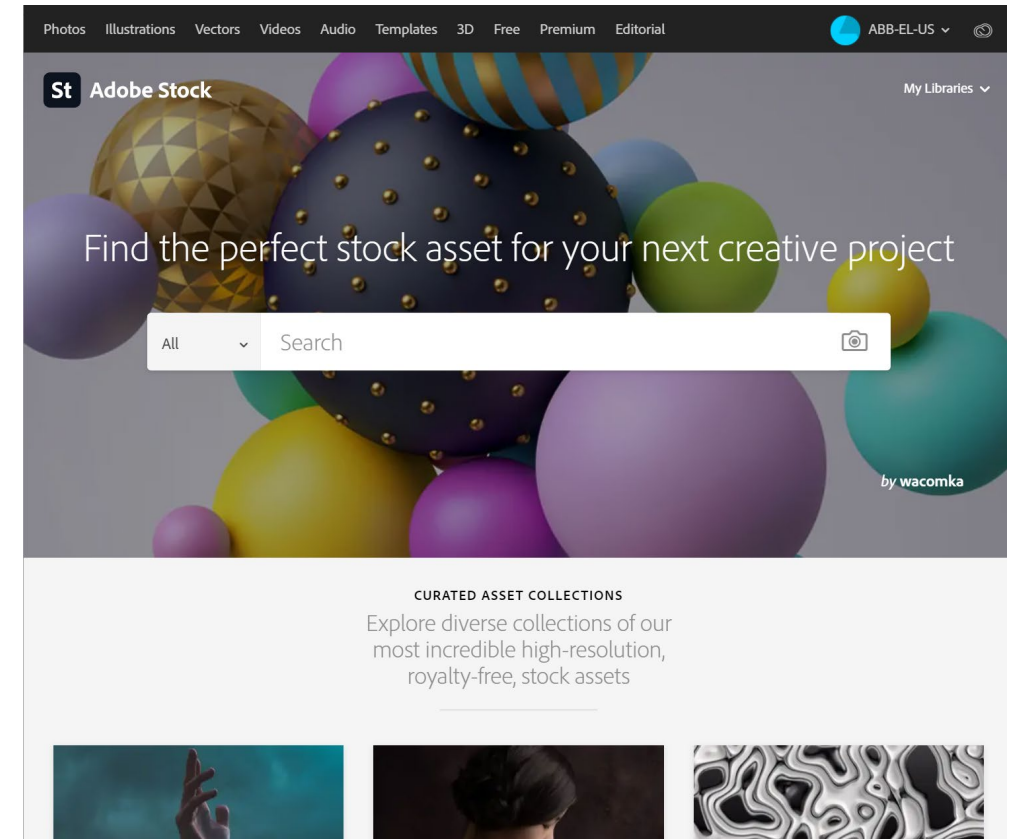 Photos Illustrations Vectors Videos Audio Templates 3D Free Premium Editorial ABB-EL-US
St Adobe Stock My Libraries
Find the perfect stock asset for your next creative project
All Search
by wacomka
CURATED ASSET COLLECTIONS
Explore diverse collections of our
most incredible high-resolution,
royalty-free, stock assets